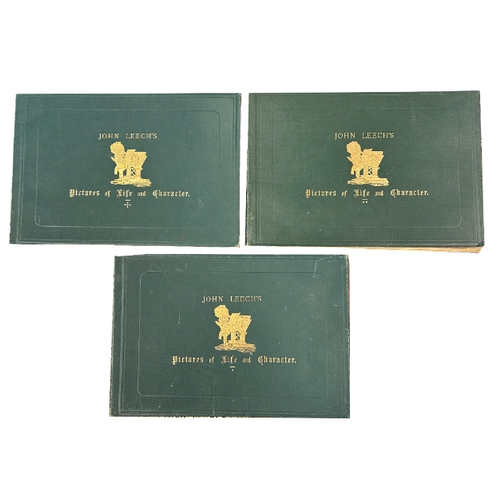 JOHN LEECH'S
Pictures of Life and Character.
JOHN LEECH'S
Pictures of Life and Character.
JOHN LEECH'S
Pictures of Life and Character.